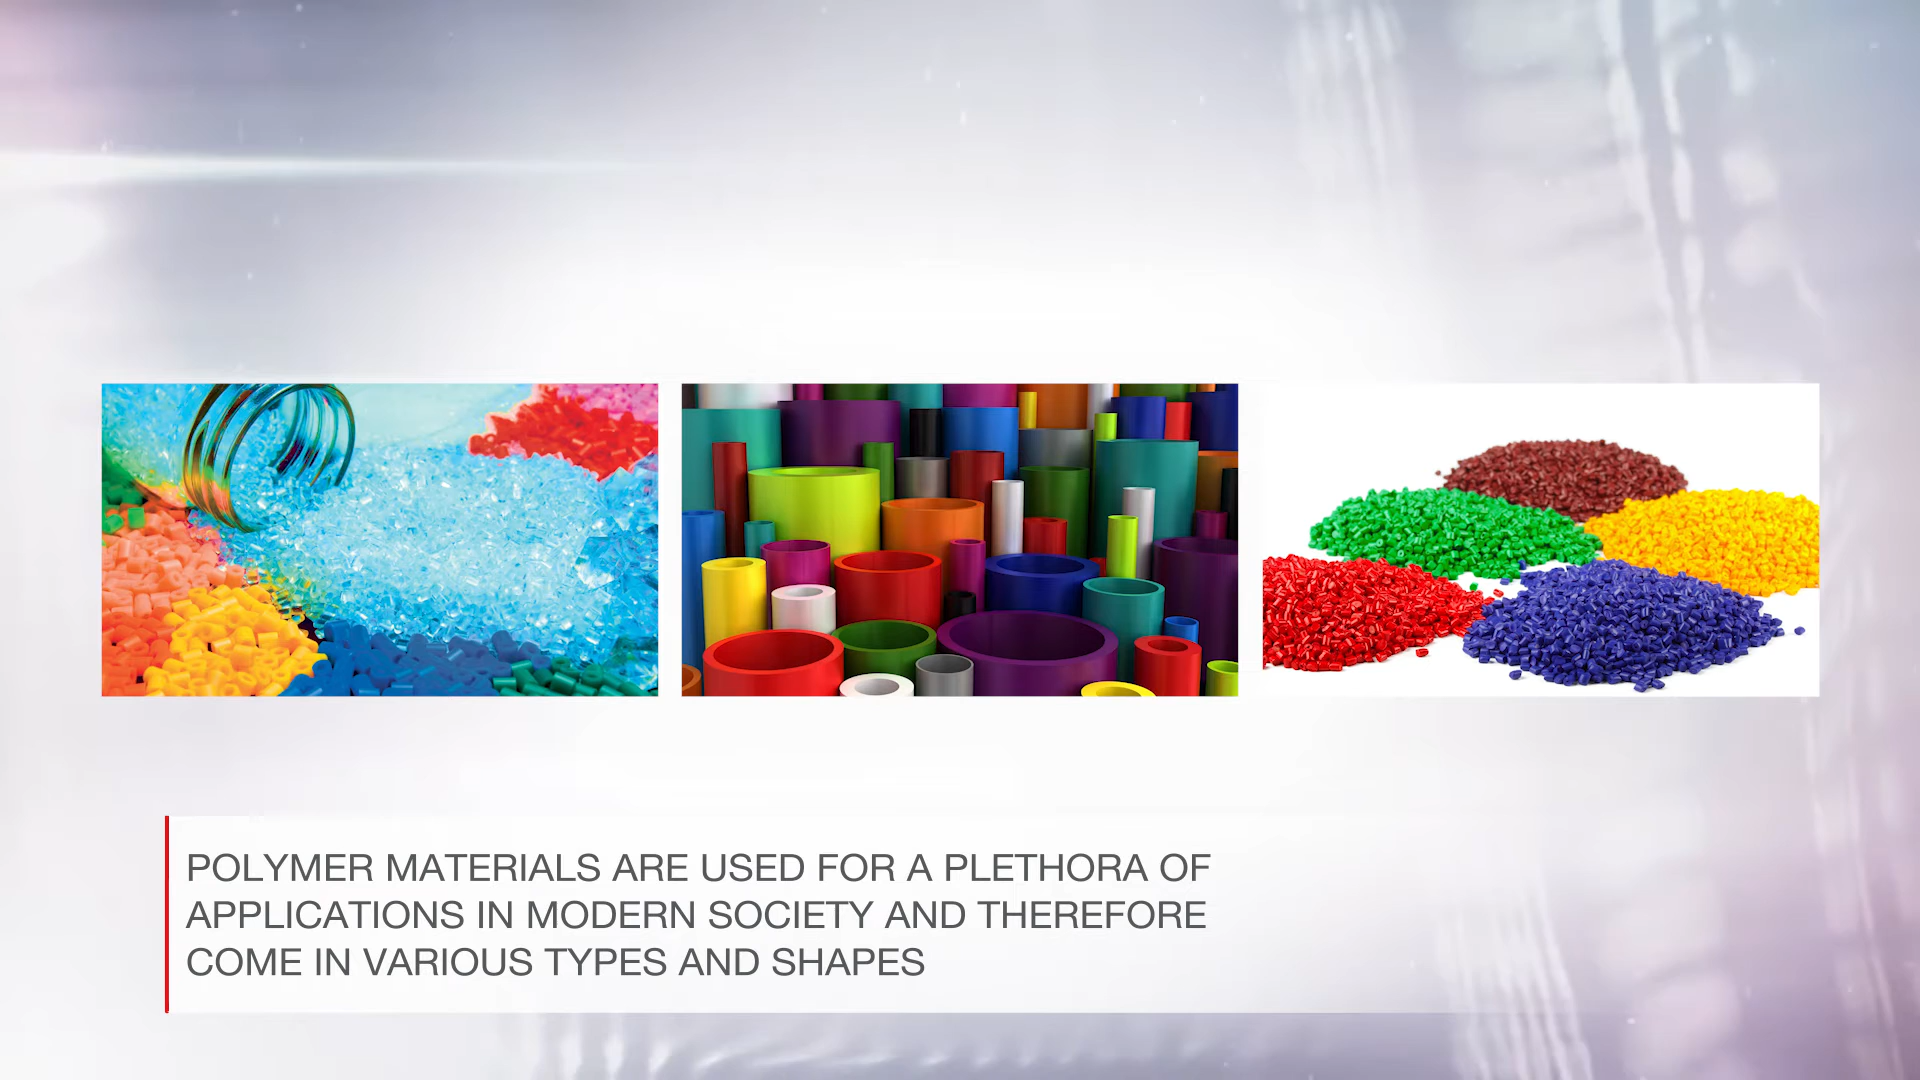 POLYMER MATERIALS ARE USED FOR A PLETHORA OF
APPLICATIONS IN MODERN SOCIETY AND THEREFORE
COME IN VARIOUS TYPES AND SHAPES